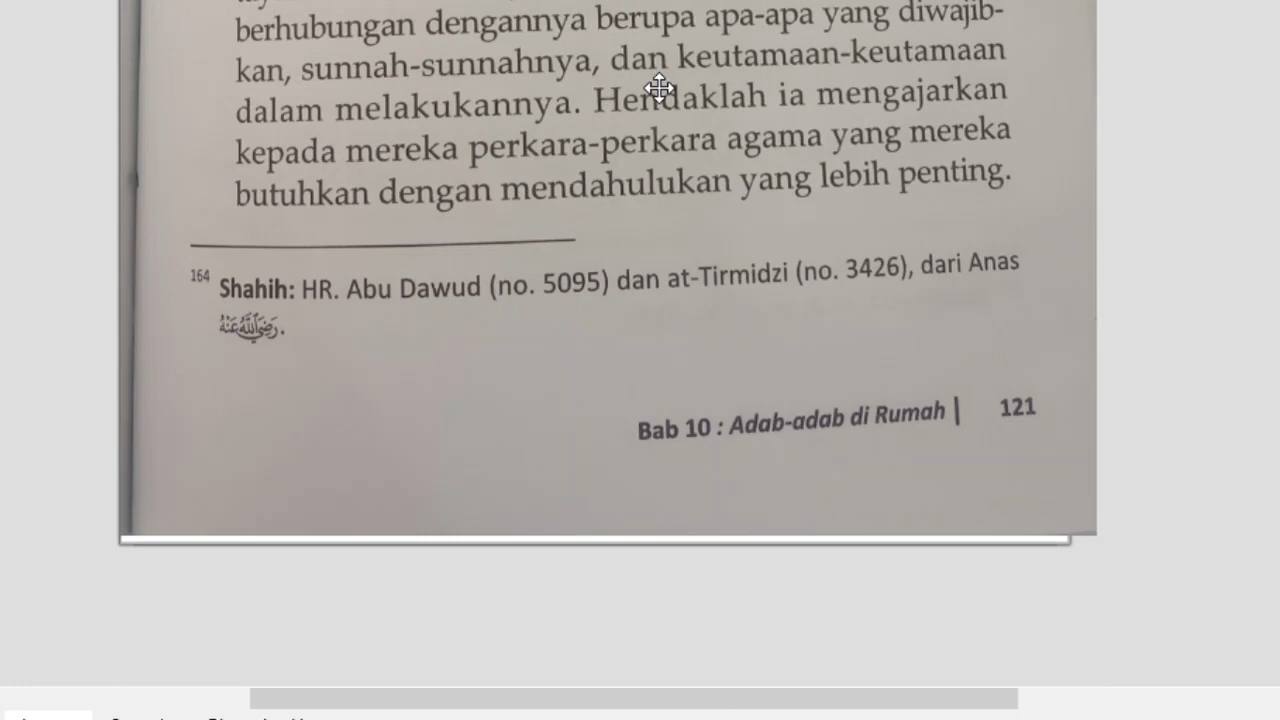 berhubungan dengannya berupa apa-apa yang diwajib-
kan, sunnah-sunnahnya, dan keutamaan-keutamaan
dalam melakukannya. Hendaklah ia mengajarkan
kepada mereka perkara-perkara agama yang mereka
butuhkan dengan mendahulukan yang lebih penting.
164 Shahih: HR. Abu Dawud (no. 5095) dan at-Tirmidzi (no. 3426), dari Anas
رَضِيَ اللَّهُ عَنْهُ.
Bab 10 : Adab-adab di Rumah | 121